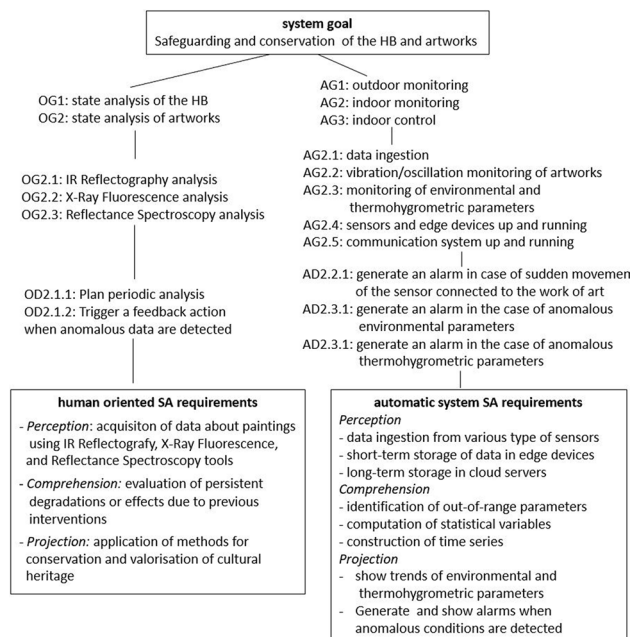 system goal
Safeguarding and conservation of the HB and artworks
OG1: state analysis of the HB
OG2: state analysis of artworks
OG2.1: IR Reflectography analysis
OG2.2: X-Ray Fluorescence analysis
OG2.3: Reflectance Spectroscopy analysis
OD2.1.1: Plan periodic analysis
OD2.1.2: Trigger a feedback action
when anomalous data are detected
human oriented SA requirements
- Perception: acquisiton of data about paintings
using IR Reflectografy, X-Ray Fluorescence,
and Reflectance Spectroscopy tools
- Comprehension: evaluation of persistent
degradations or effects due to previous
interventions
- Projection: application of methods for
conservation and valorisation of cultural
heritage
AG1: outdoor monitoring
AG2: indoor monitoring
AG3: indoor control
AG2.1: data ingestion
AG2.2: vibration/oscillation monitoring of artworks
AG2.3: monitoring of environmental and
thermohygrometric parameters
AG2.4: sensors and edge devices up and running
AG2.5: communication system up and running
AD2.2.1: generate an alarm in case of sudden movemen
of the sensor connected to the work of art
AD2.3.1: generate an alarm in the case of anomalous
environmental parameters
AD2.3.1: generate an alarm in the case of anomalous
thermohygrometric parameters
automatic system SA requirements
Perception
- data ingestion from various type of sensors
- short-term storage of data in edge devices
- long-term storage in cloud servers
Comprehension
- identification of out-of-range parameters
- computation of statistical variables
- construction of time series
Projection
- show trends of environmental and
thermohygrometric parameters
- Generate and show alarms when
anomalous conditions are detected